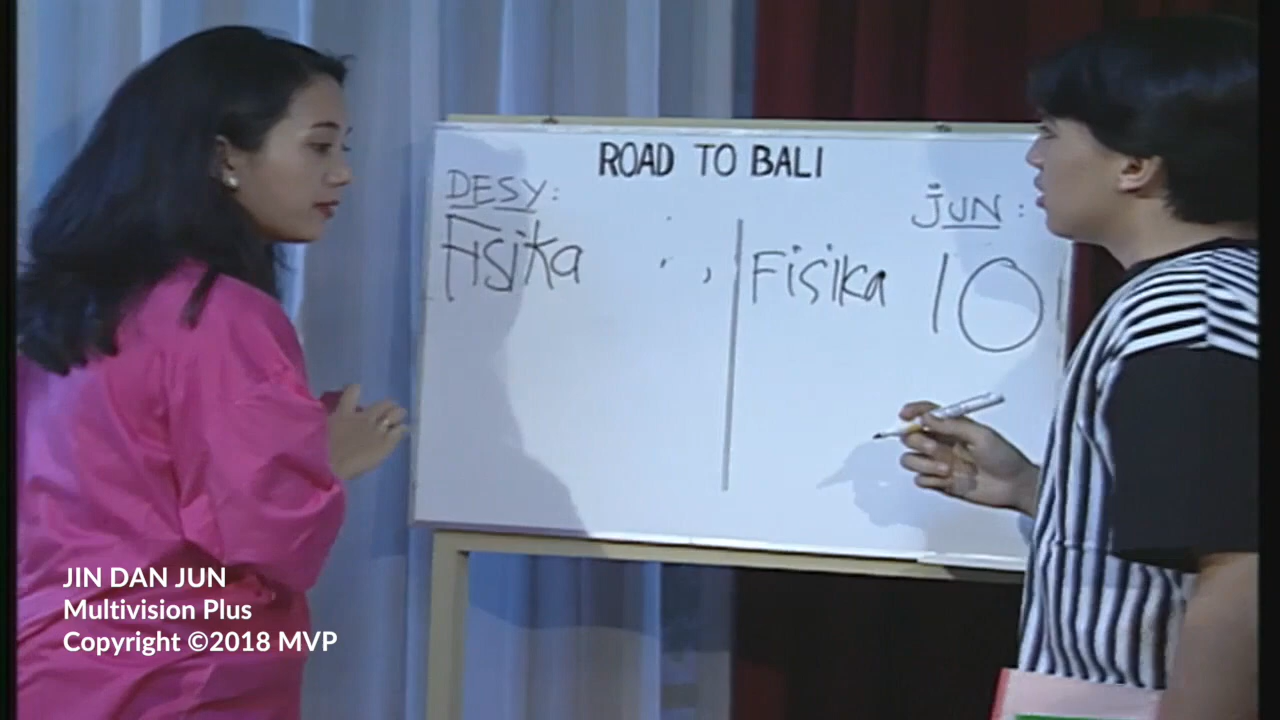 ROAD TO BALI
DESY:
Fisika
JUN:
Fisika 10
JIN DAN JUN
Multivision Plus
Copyright ©2018 MVP